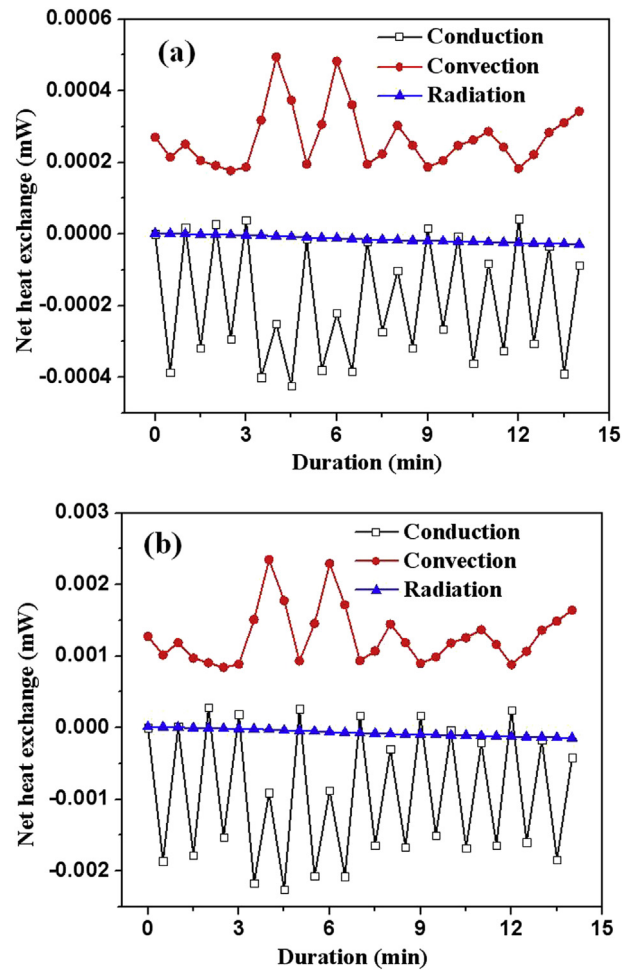 0.0006
(a)
Conduction
Convection
Radiation
0.0004
0.0002
0.0000
-0.0002
-0.0004
Net heat exchange (mW)
0 3 6 9 12 15
Duration (min)
0.003
(b)
Conduction
Convection
Radiation
0.002
0.001
0.000
-0.001
-0.002
Net heat exchange (mW)
0 3 6 9 12 15
Duration (min)